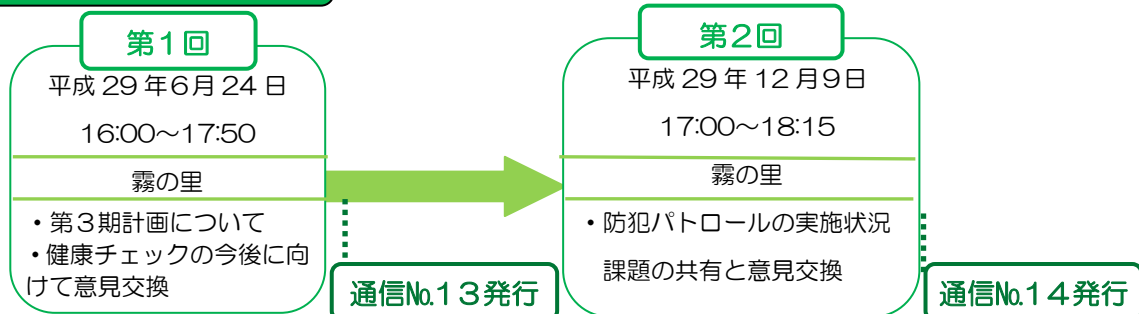 第1回
平成 29 年6月 24 日
16:00～17:50
霧の里
・第３期計画について
・健康チェックの今後に向
けて意見交換
通信№１３発行
第２回
平成 29 年 12 月９日
17:00～18:15
霧の里
・防犯パトロールの実施状況
課題の共有と意見交換
通信№１４発行